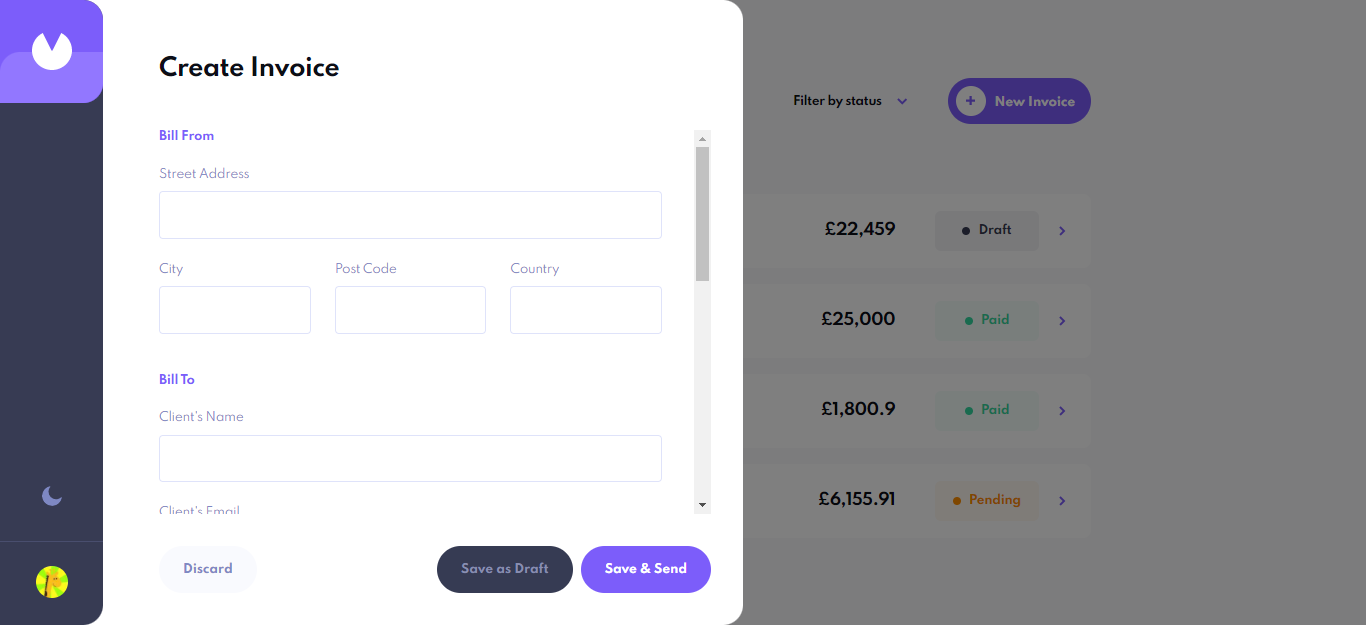 Create Invoice
Bill From
Street Address
City Post Code Country
Bill To
Client's Name
Client's Email
Discard Save as Draft Save & Send
Filter by status New Invoice
£22,459 Draft
£25,000 Paid
£1,800.9 Paid
£6,155.91 Pending